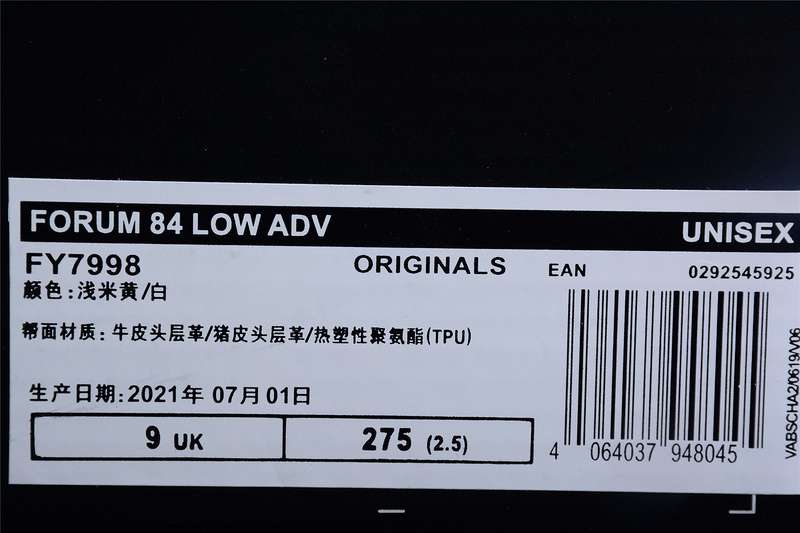 FORUM 84 LOW ADV
UNISEX
FY7998
ORIGINALS
EAN
0292545925
颜色:浅米黄/白
帮面材质: 牛皮头层革/猪皮头层革/热塑性聚氨酯(TPU)
生产日期:2021年 07月 01日
9 UK
275 (2.5)
4 064037 948045
VABSCHA2/0619/V06